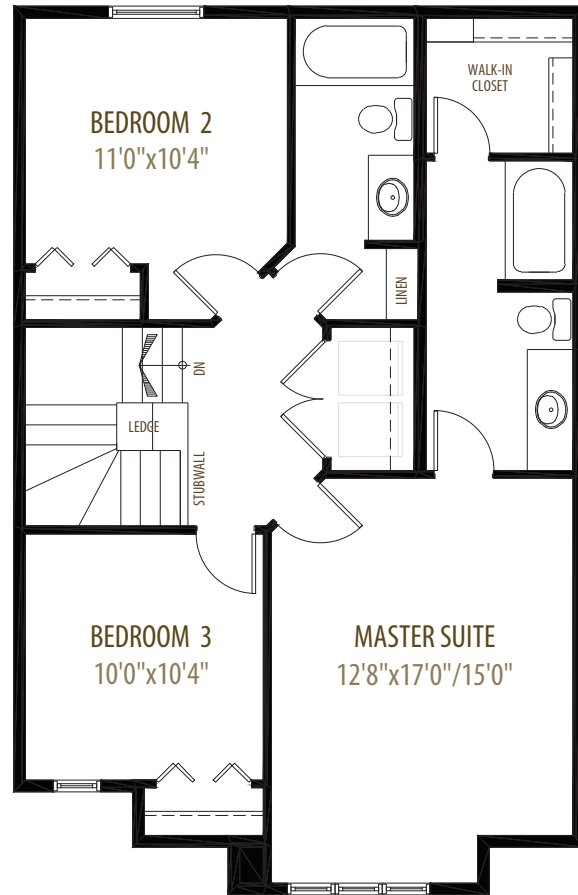 WALK-IN
CLOSET
BEDROOM 2
11'0"x10'4"
LINEN
DN
LEDGE
STUBWALL
BEDROOM 3
10'0"x10'4"
MASTER SUITE
12'8"x17'0"/15'0"